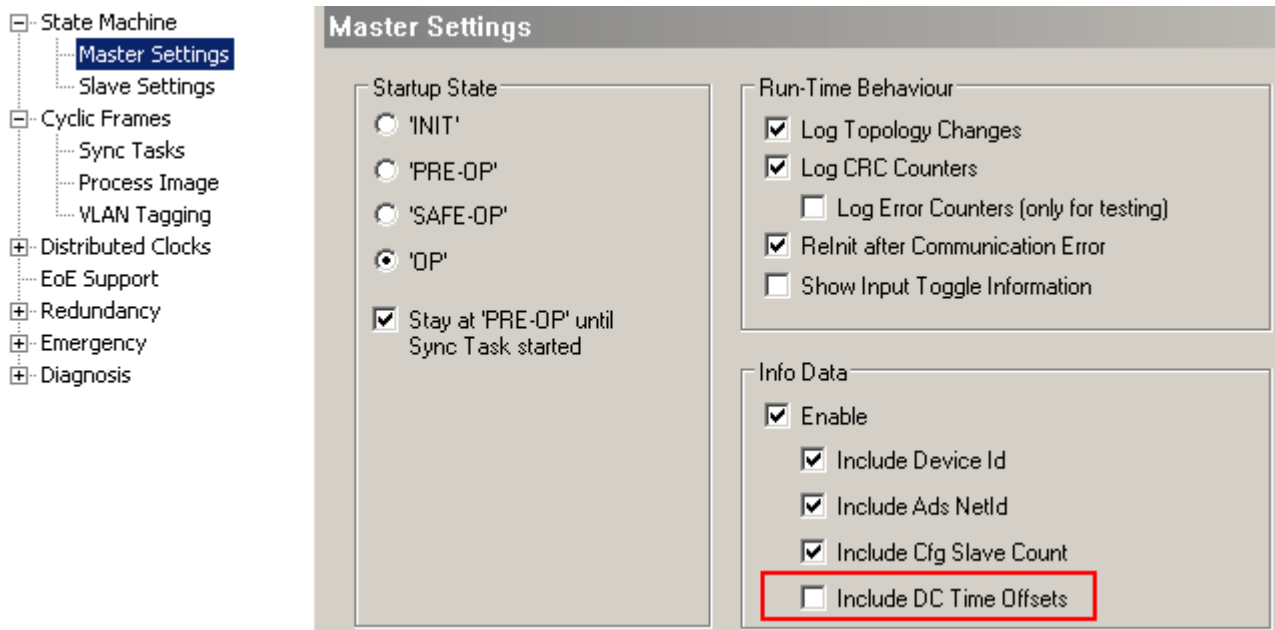 State Machine
Master Settings
Slave Settings
Cyclic Frames
Sync Tasks
Process Image
VLAN Tagging
Distributed Clocks
EoE Support
Redundancy
Emergency
Diagnosis
Master Settings
Startup State
'INIT'
'PRE-OP'
'SAFE-OP'
'OP'
Stay at 'PRE-OP' until
Sync Task started
Run-Time Behaviour
Log Topology Changes
Log CRC Counters
Log Error Counters (only for testing)
ReInit after Communication Error
Show Input Toggle Information
Info Data
Enable
Include Device Id
Include Ads NetId
Include Cfg Slave Count
Include DC Time Offsets